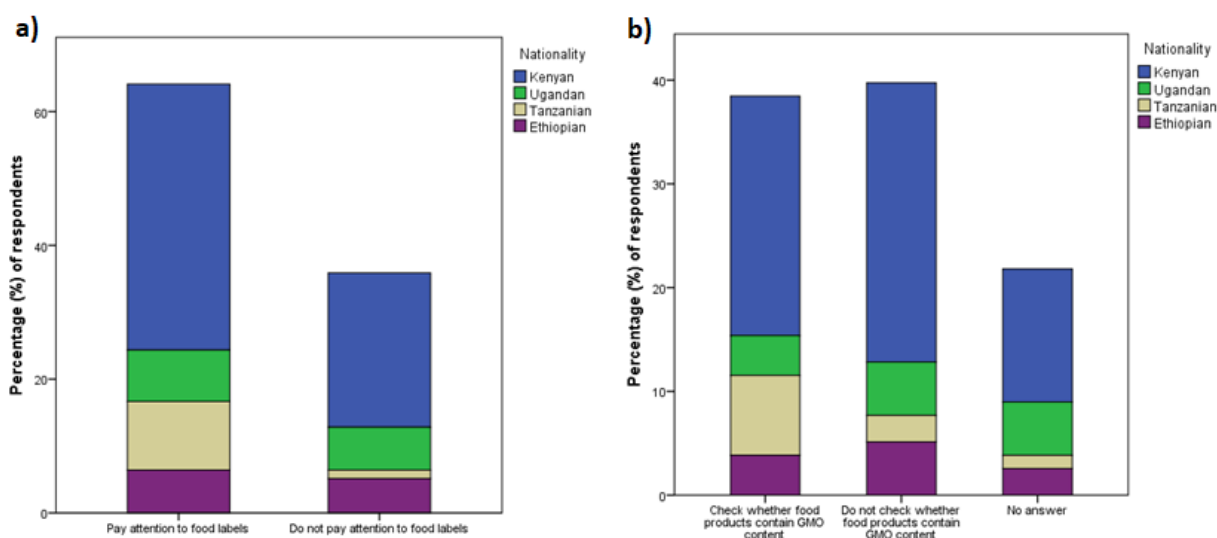 a)
Percentage (%) of respondents
60
40
20
0
Pay attention to food labels
Do not pay attention to food labels
Nationality
Kenyan
Ugandan
Tanzanian
Ethiopian
b)
Percentage (%) of respondents
40
30
20
10
0
Check whether food
products contain GMO
content
Do not check whether
food products contain
GMO content
No answer
Nationality
Kenyan
Ugandan
Tanzanian
Ethiopian